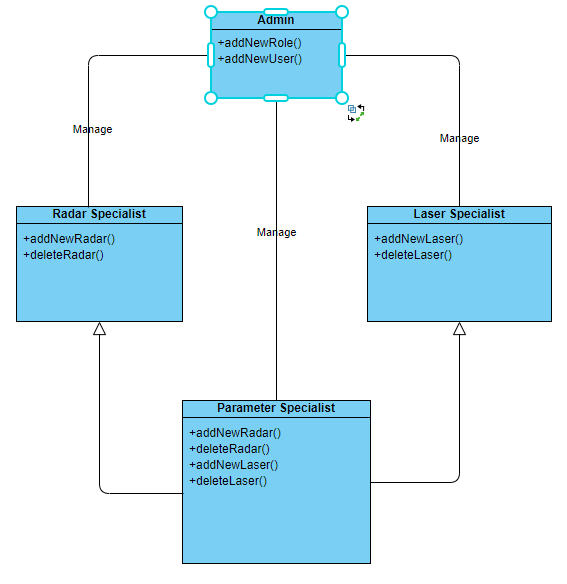 Admin
+addNewRole()
+addNewUser()
Manage
Manage
Radar Specialist
+addNewRadar()
+deleteRadar()
Laser Specialist
+addNewLaser()
+deleteLaser()
Manage
Parameter Specialist
+addNewRadar()
+deleteRadar()
+addNewLaser()
+deleteLaser()